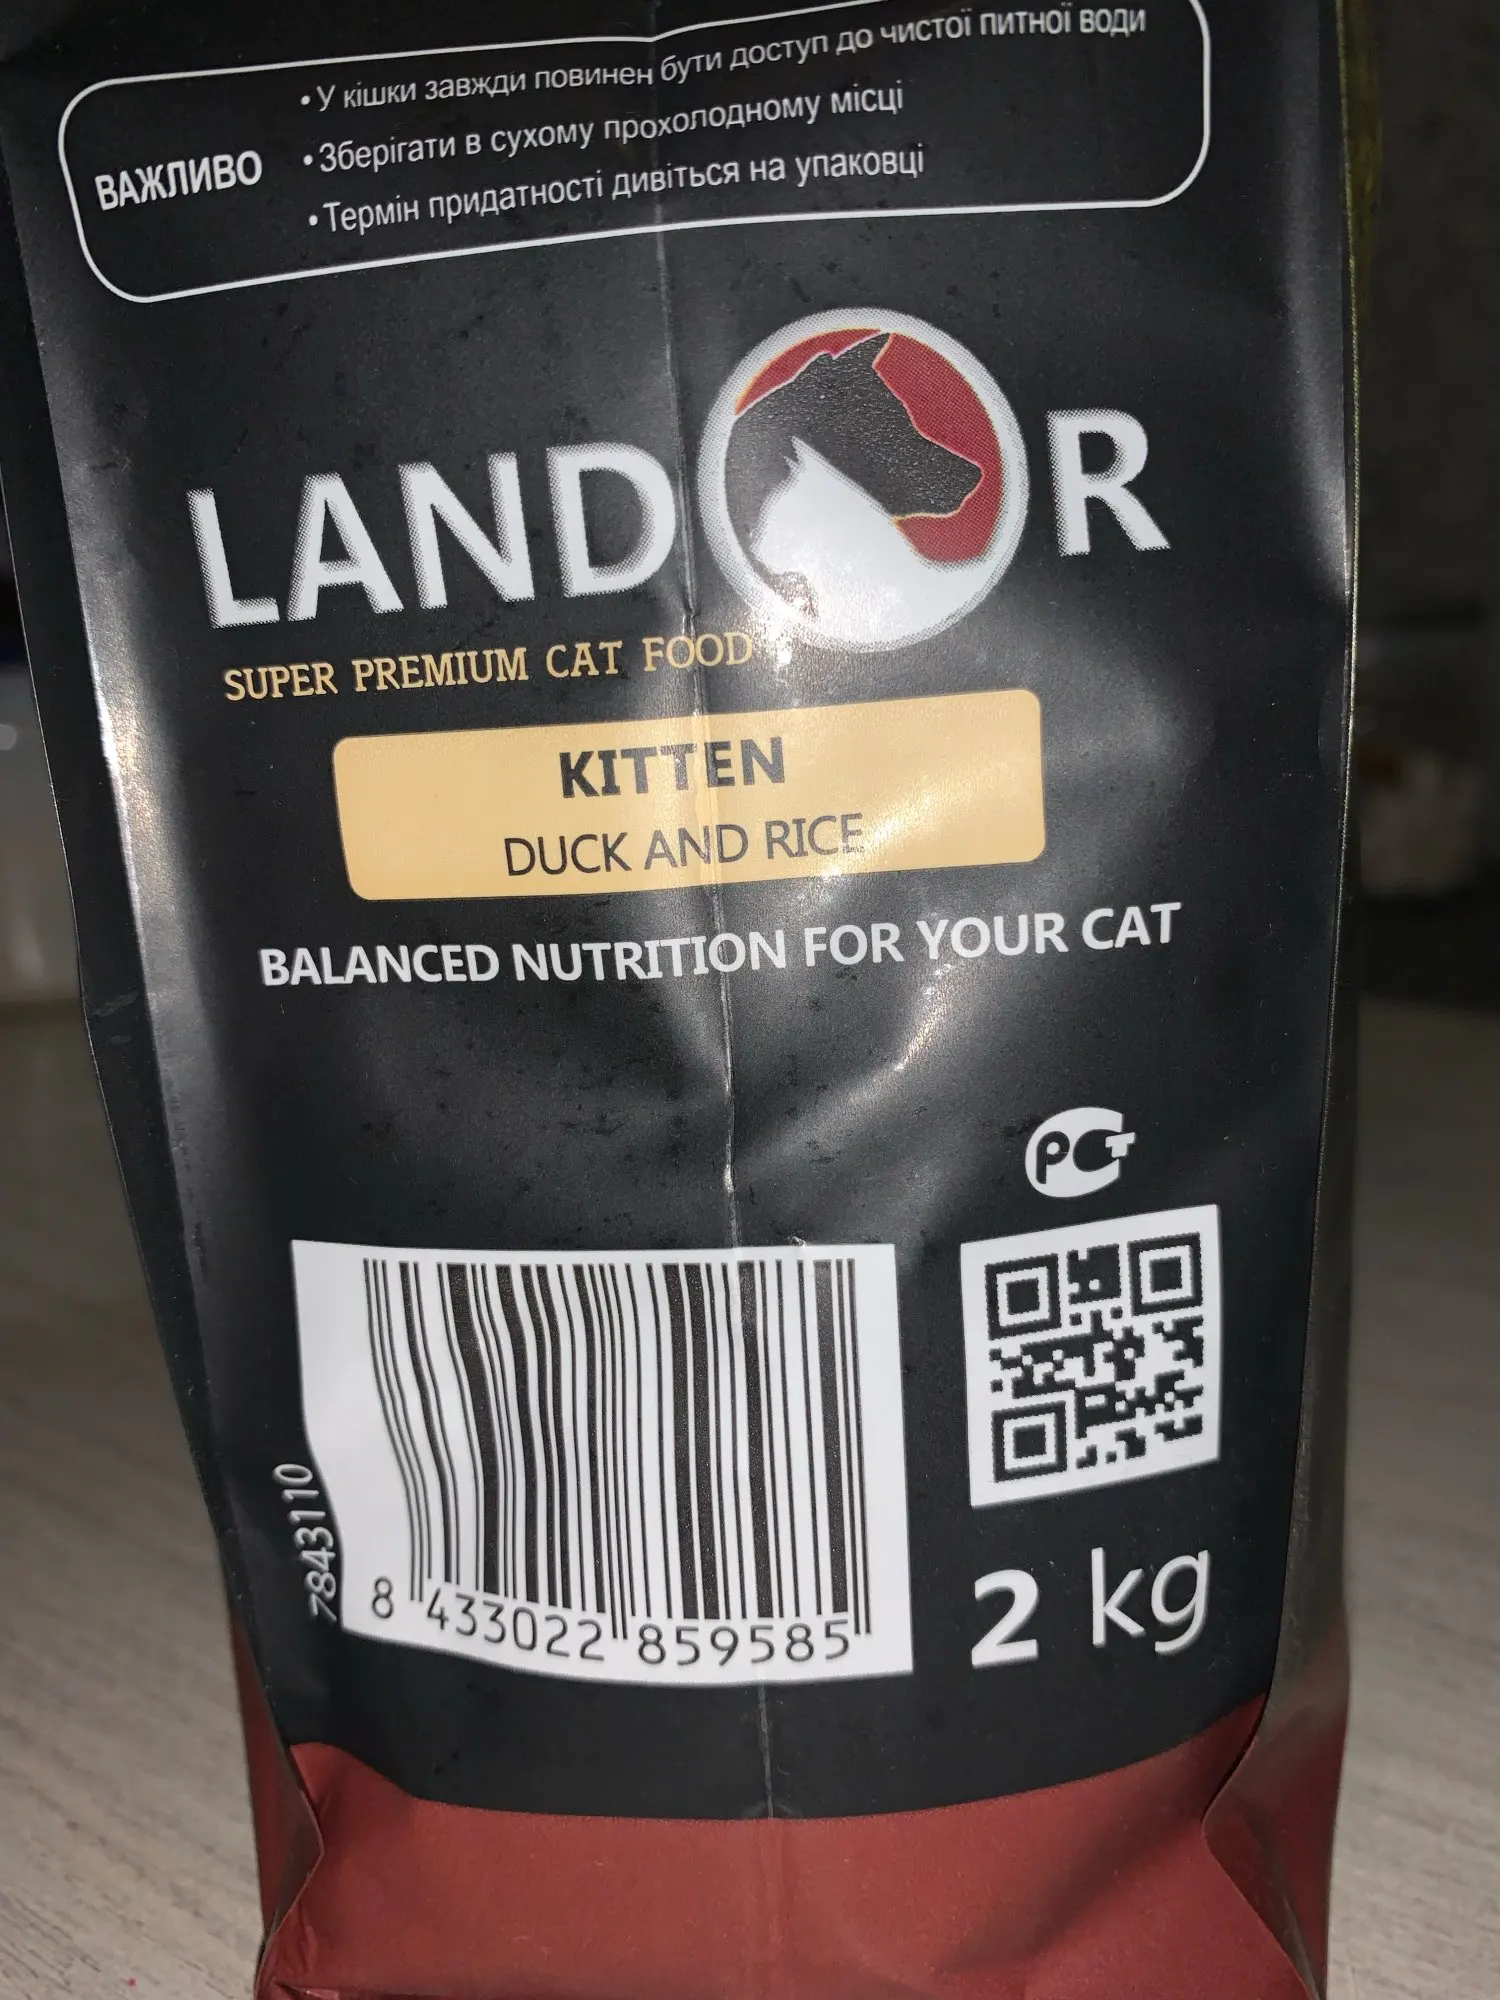 ВАЖЛИВО
• У кішки завжди повинен бути доступ до чистої питної води
• Зберігати в сухому прохолодному місці
• Термін придатності дивіться на упаковці
LANDOR
SUPER PREMIUM CAT FOOD
KITTEN
DUCK AND RICE
BALANCED NUTRITION FOR YOUR CAT
РСТ
7843110
8 433022 859585
2 kg